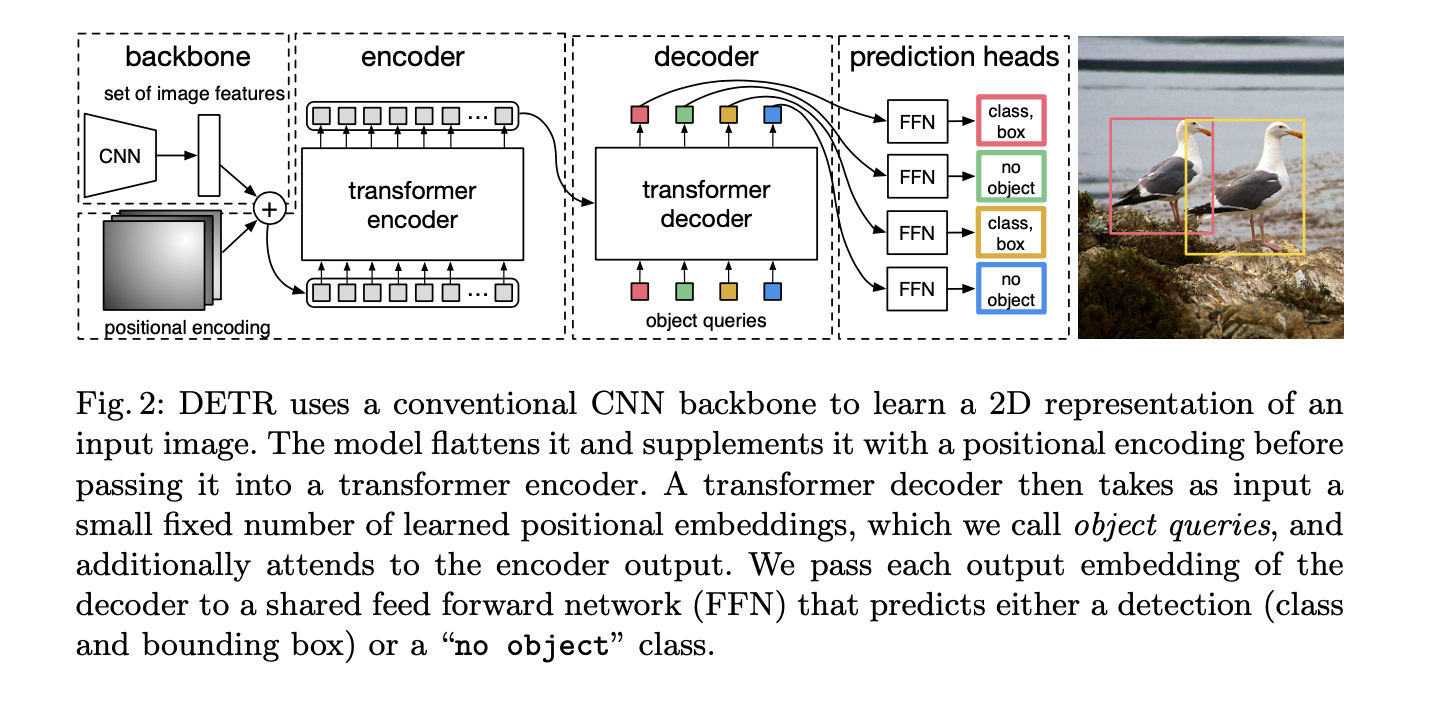 backbone
set of image features
CNN
+
positional encoding
encoder
...
transformer
encoder
...
decoder
transformer
decoder
object queries
prediction heads
FFN
class,
box
FFN
no
object
FFN
class,
box
FFN
no
object
Fig. 2: DETR uses a conventional CNN backbone to learn a 2D representation of an
input image. The model flattens it and supplements it with a positional encoding before
passing it into a transformer encoder. A transformer decoder then takes as input a
small fixed number of learned positional embeddings, which we call object queries, and
additionally attends to the encoder output. We pass each output embedding of the
decoder to a shared feed forward network (FFN) that predicts either a detection (class
and bounding box) or a “no object” class.